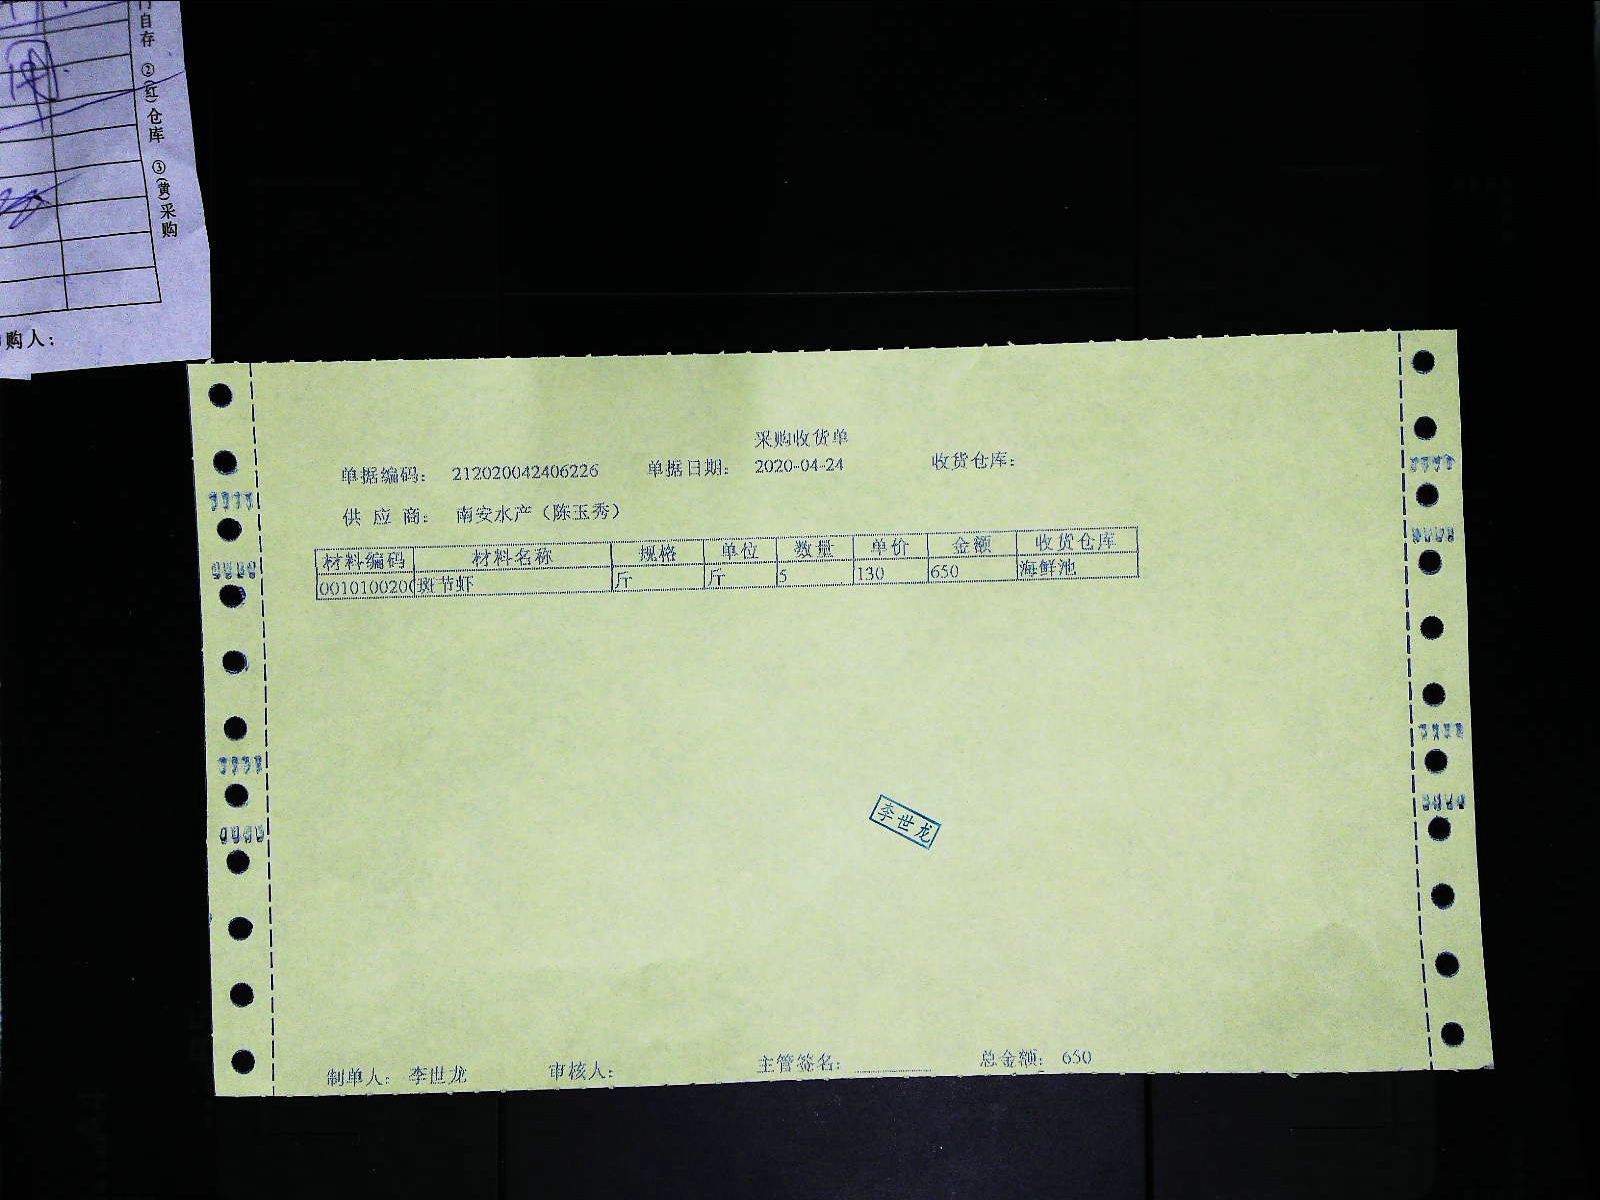 自存 ②(红)仓库 ③(黄)采购
购人：
采购收货单
单据编码： 212020042406226 单据日期： 2020-04-24 收货仓库：
供 应 商： 南安水产（陈玉秀）
材料编码 材料名称 规格 单位 数量 单价 金额 收货仓库
0010100200 斑节虾 斤 斤 5 130 650 海鲜池
李世龙
制单人： 李世龙 审核人： 主管签名： 总金额： 650